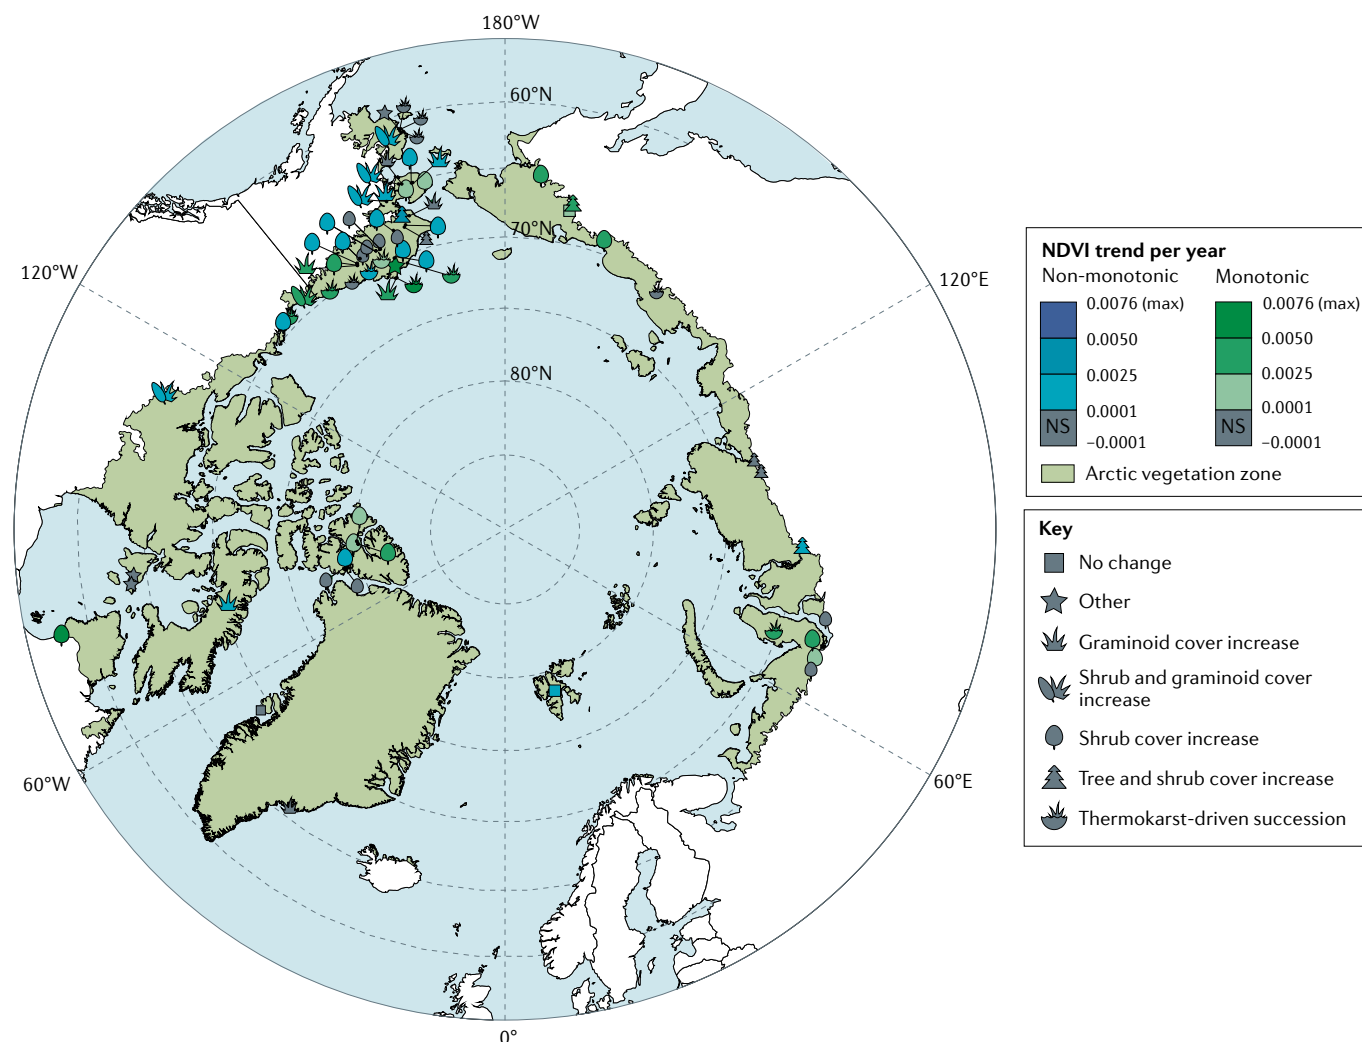 180°W
60°N
70°N
80°N
120°W
120°E
60°W
60°E
0°
NDVI trend per year
Non-monotonic
Monotonic
0.0076 (max)
0.0050
0.0025
0.0001
NS
–0.0001
0.0076 (max)
0.0050
0.0025
0.0001
NS
–0.0001
Arctic vegetation zone
Key
No change
Other
Graminoid cover increase
Shrub and graminoid cover
increase
Shrub cover increase
Tree and shrub cover increase
Thermokarst-driven succession